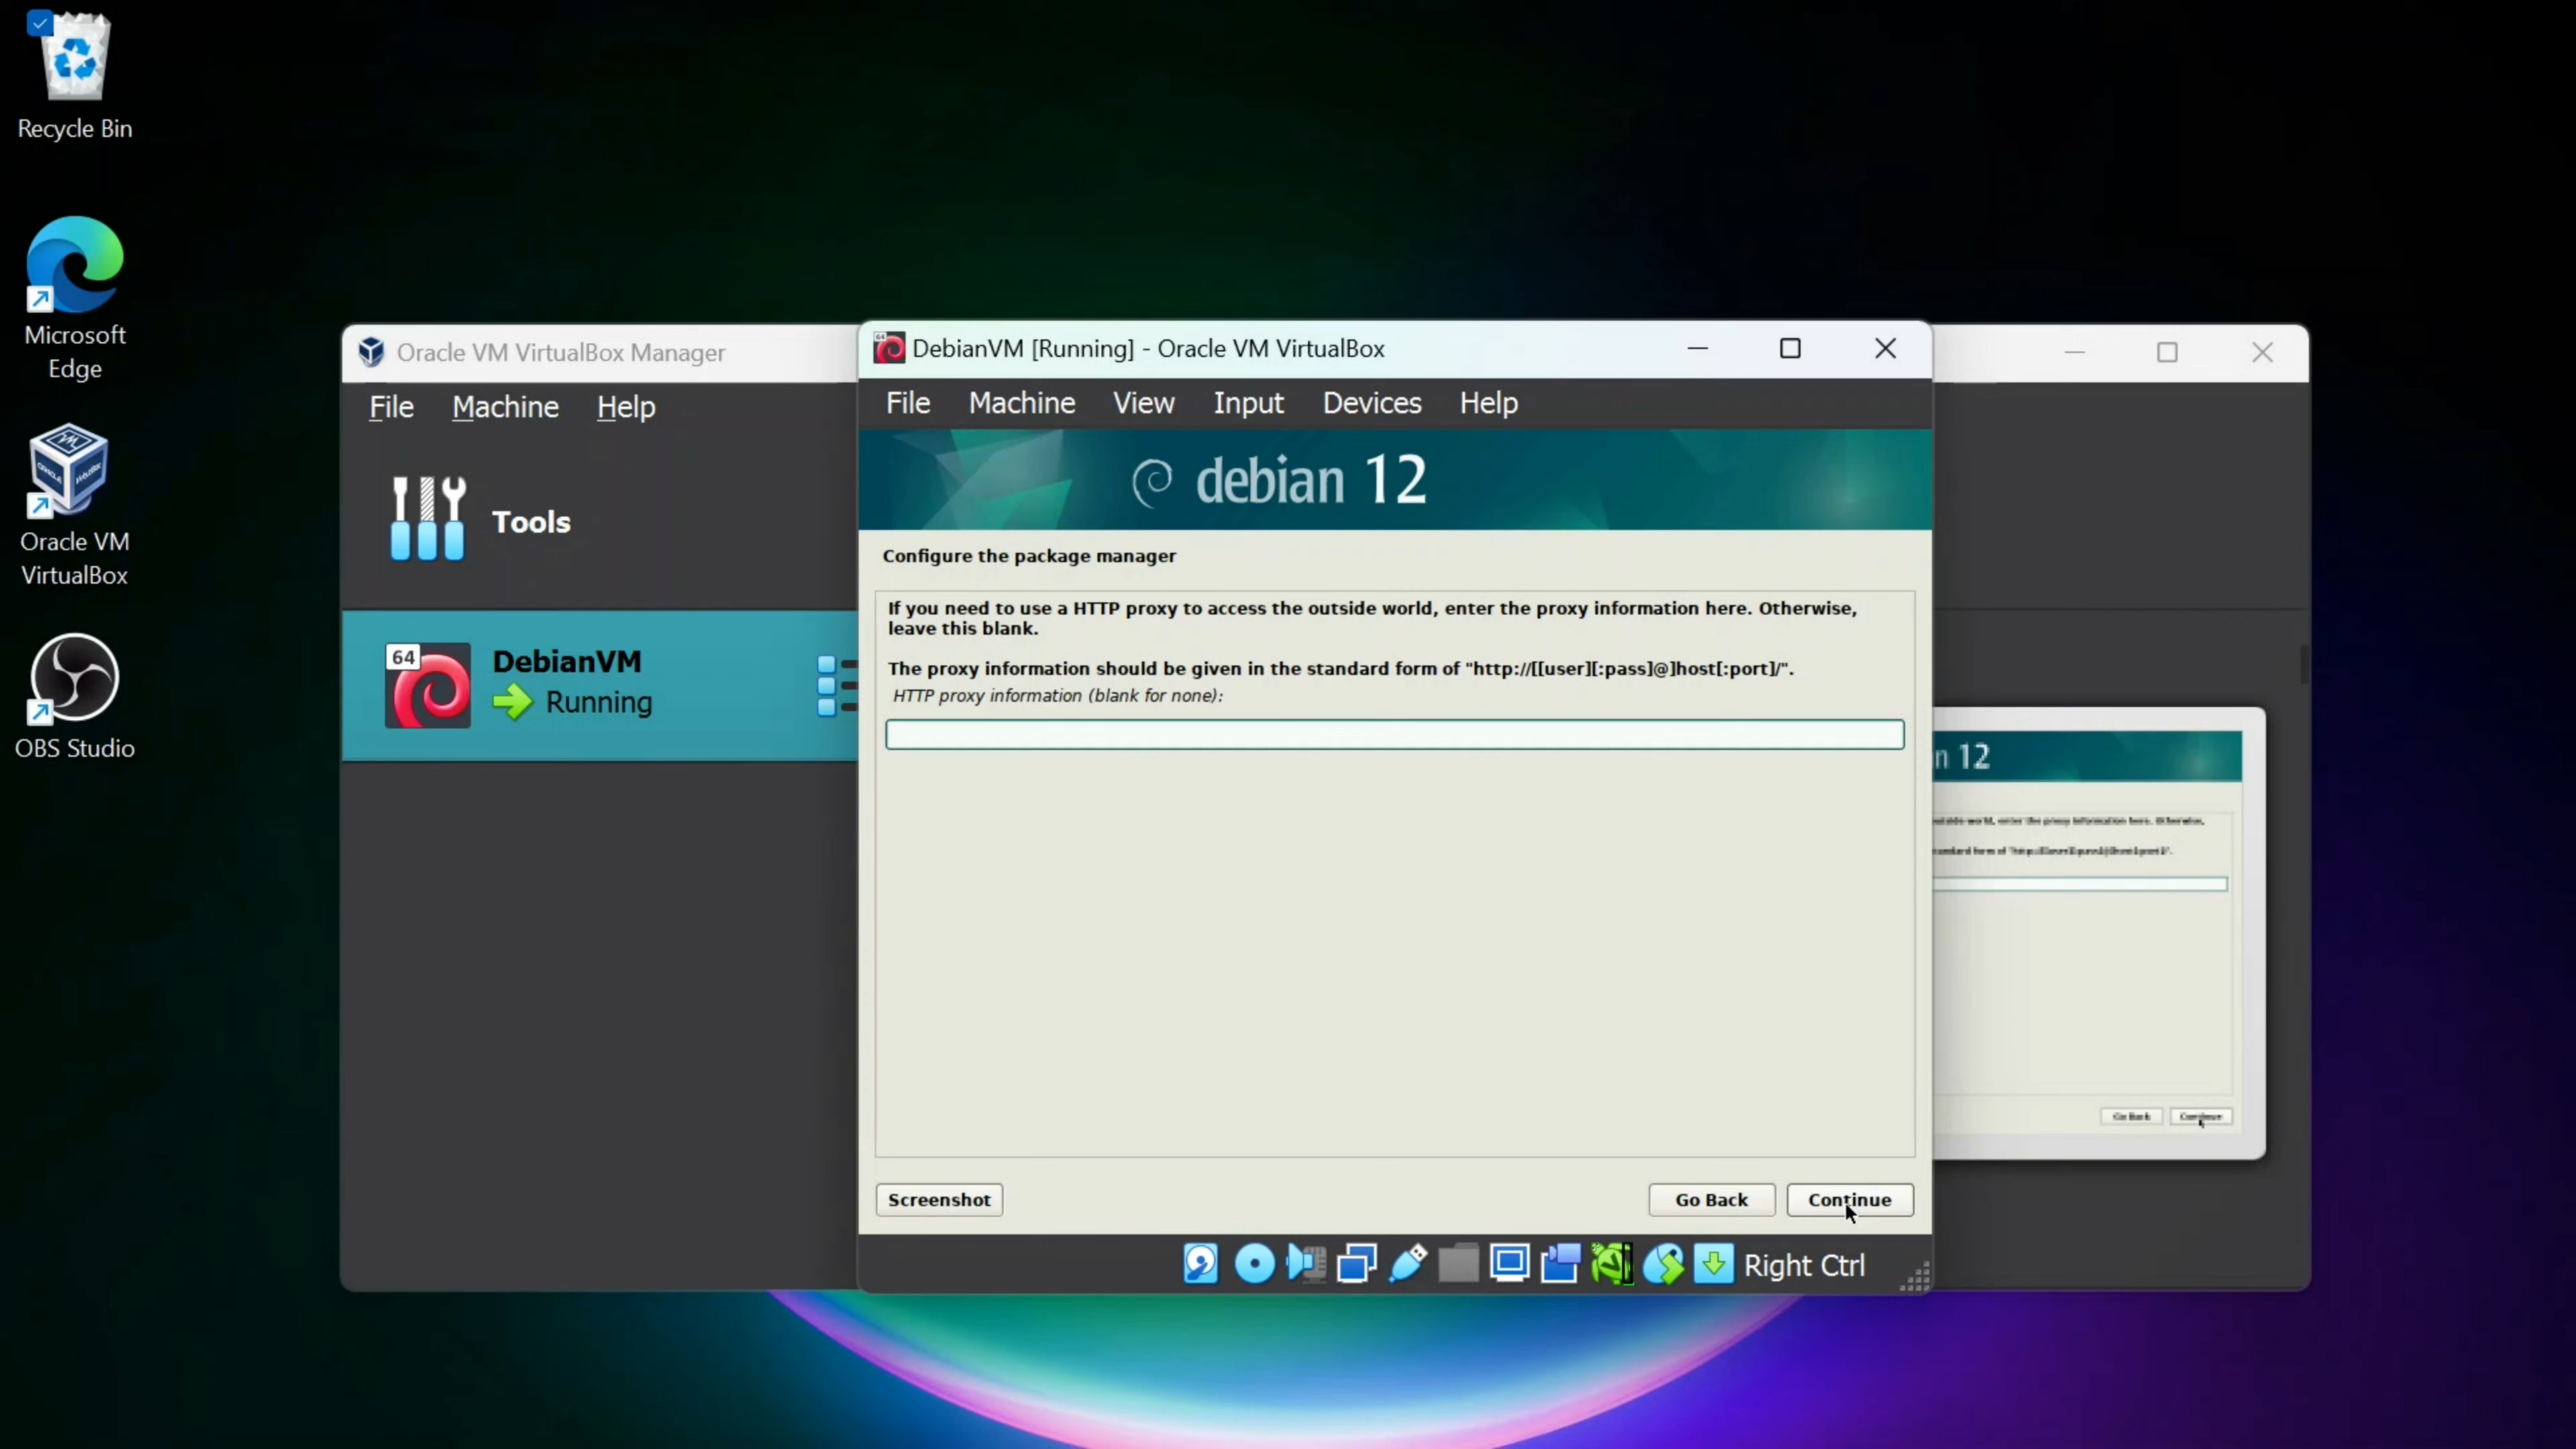 Recycle Bin
Microsoft
Edge
Oracle VM
VirtualBox
OBS Studio
Oracle VM VirtualBox Manager
File Machine Help
Tools
64
DebianVM
Running
64
DebianVM [Running] - Oracle VM VirtualBox
File Machine View Input Devices Help
debian 12
Configure the package manager
If you need to use a HTTP proxy to access the outside world, enter the proxy information here. Otherwise,
leave this blank.
The proxy information should be given in the standard form of "http://[[user][:pass]@]host[:port]/".
HTTP proxy information (blank for none):
Screenshot
Go Back
Continue
Right Ctrl
n 12
Go Back
Continue